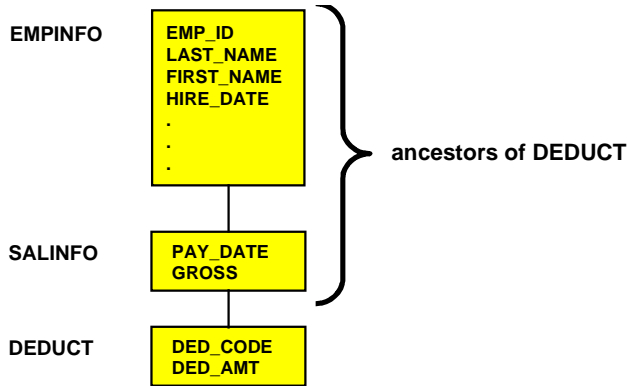 EMPINFO
EMP_ID
LAST_NAME
FIRST_NAME
HIRE_DATE
.
.
.
ancestors of DEDUCT
SALINFO
PAY_DATE
GROSS
DEDUCT
DED_CODE
DED_AMT